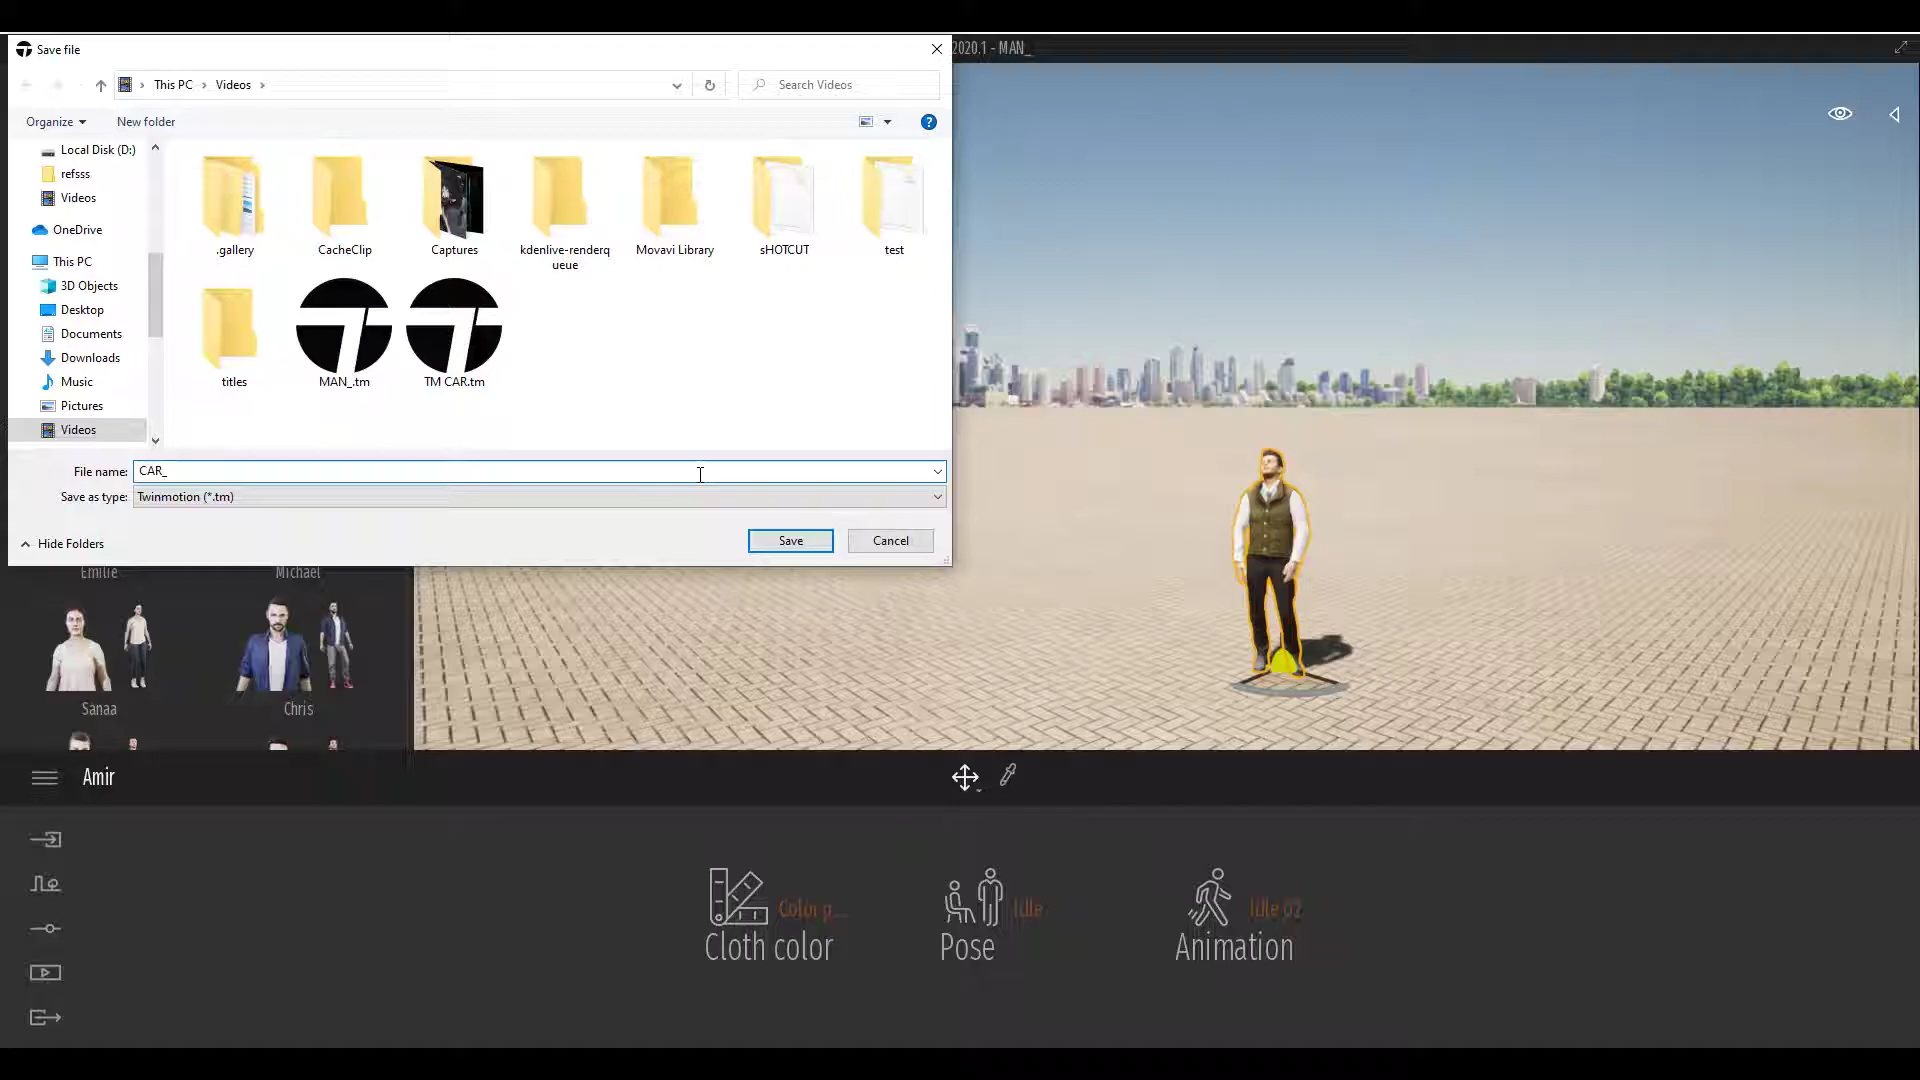 Save file
2020.1 - MAN_
This PC
Videos
Search Videos
Organize
New folder
?
Local Disk (D:)
refsss
Videos
OneDrive
This PC
3D Objects
Desktop
Documents
Downloads
Music
Pictures
Videos
.gallery
CacheClip
Captures
kdenlive-renderq
ueue
Movavi Library
sHOTCUT
test
titles
MAN_.tm
TM CAR.tm
File name: CAR_
Save as type: Twinmotion (*.tm)
Hide Folders
Save
Cancel
Emilie
Michael
Sanaa
Chris
Amir
Color p...
Cloth color
Idle
Pose
Idle 02
Animation